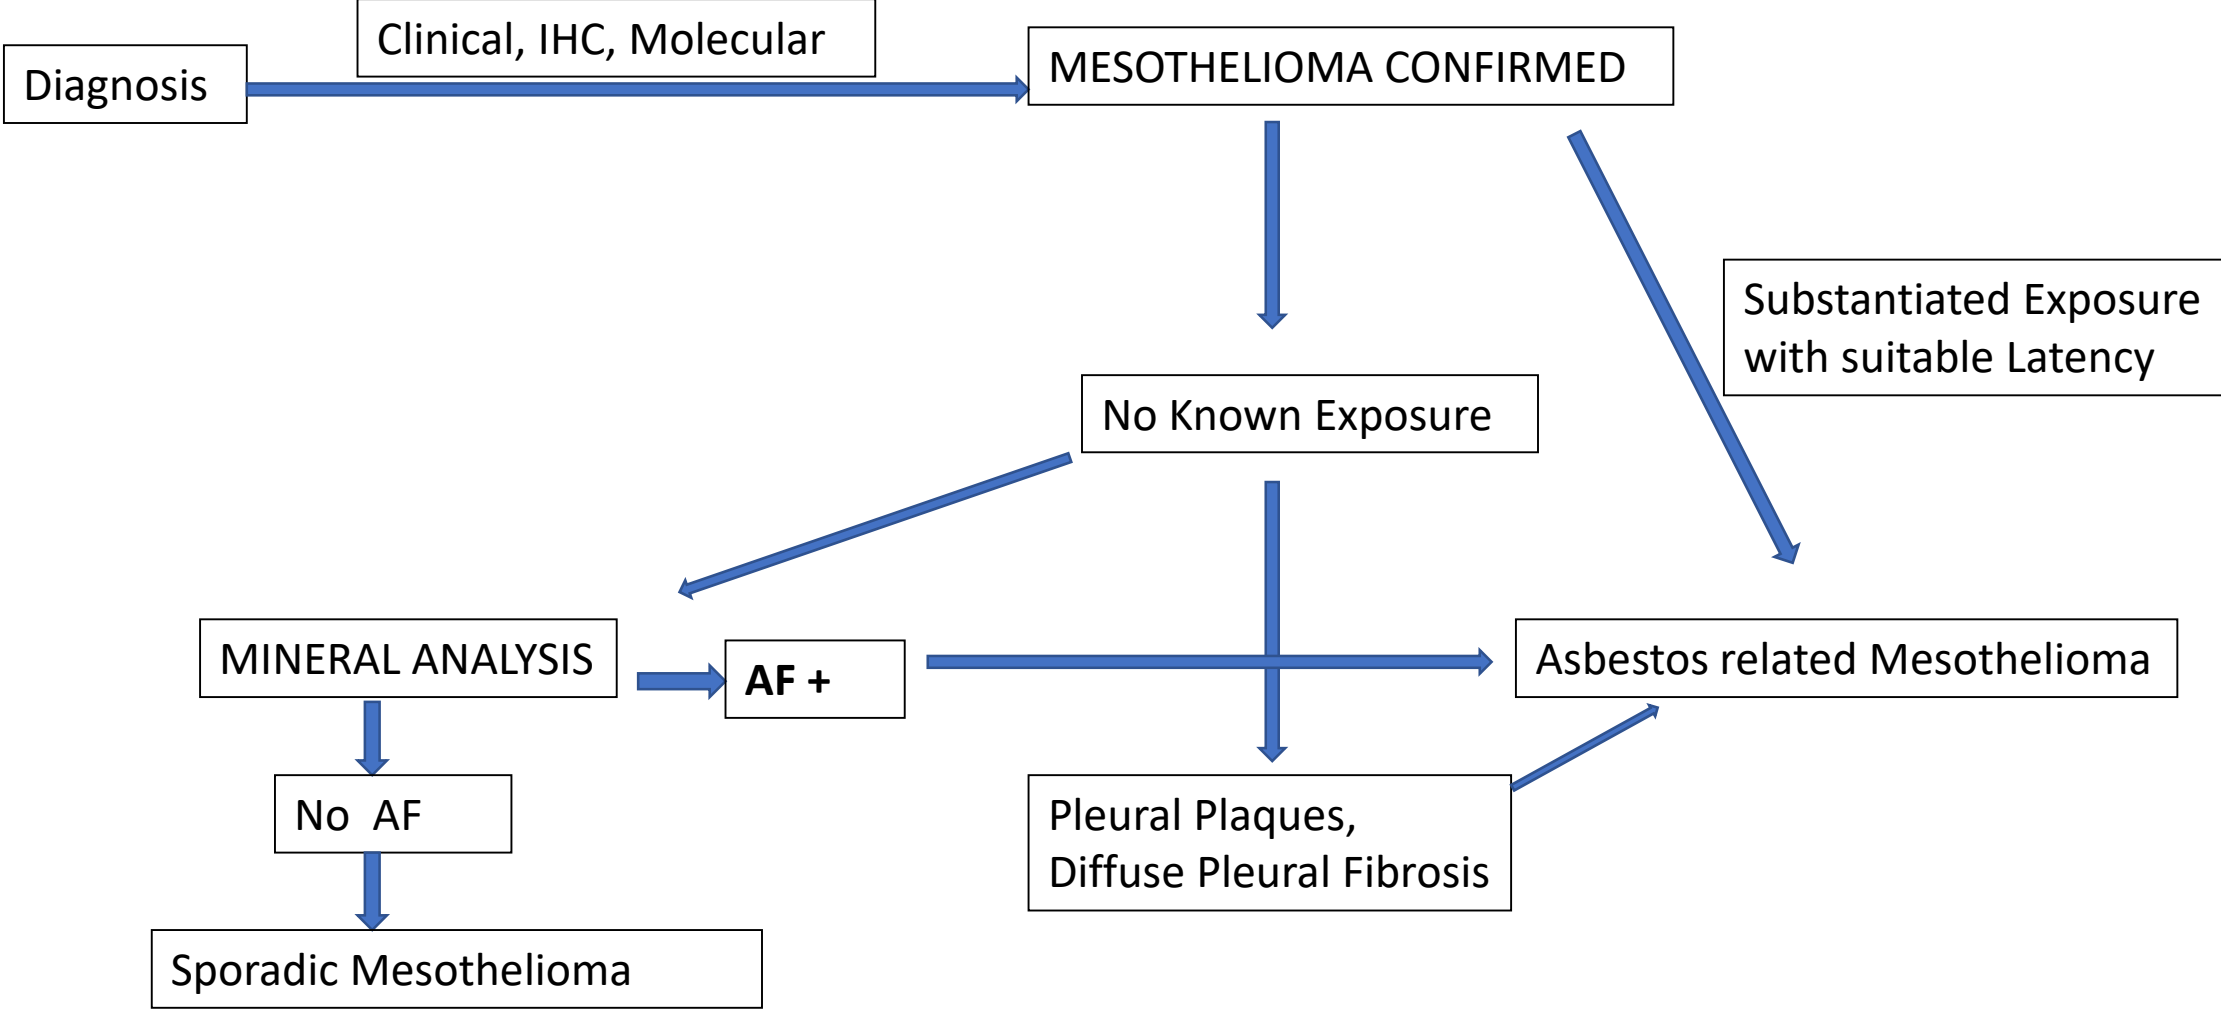 Clinical, IHC, Molecular
Diagnosis
MESOTHELIOMA CONFIRMED
Substantiated Exposure
with suitable Latency
No Known Exposure
MINERAL ANALYSIS
AF +
Asbestos related Mesothelioma
No AF
Pleural Plaques,
Diffuse Pleural Fibrosis
Sporadic Mesothelioma